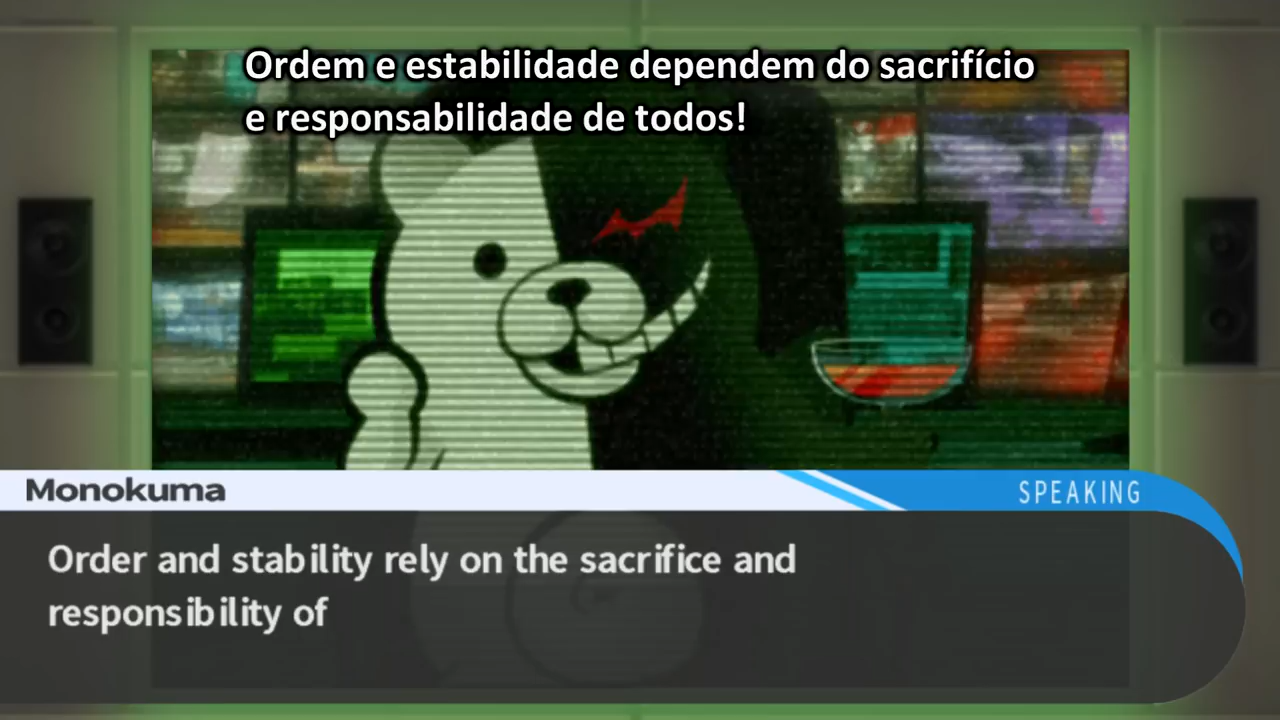 Ordem e estabilidade dependem do sacrifício
e responsabilidade de todos!
Monokuma
SPEAKING
Order and stability rely on the sacrifice and
responsibility of